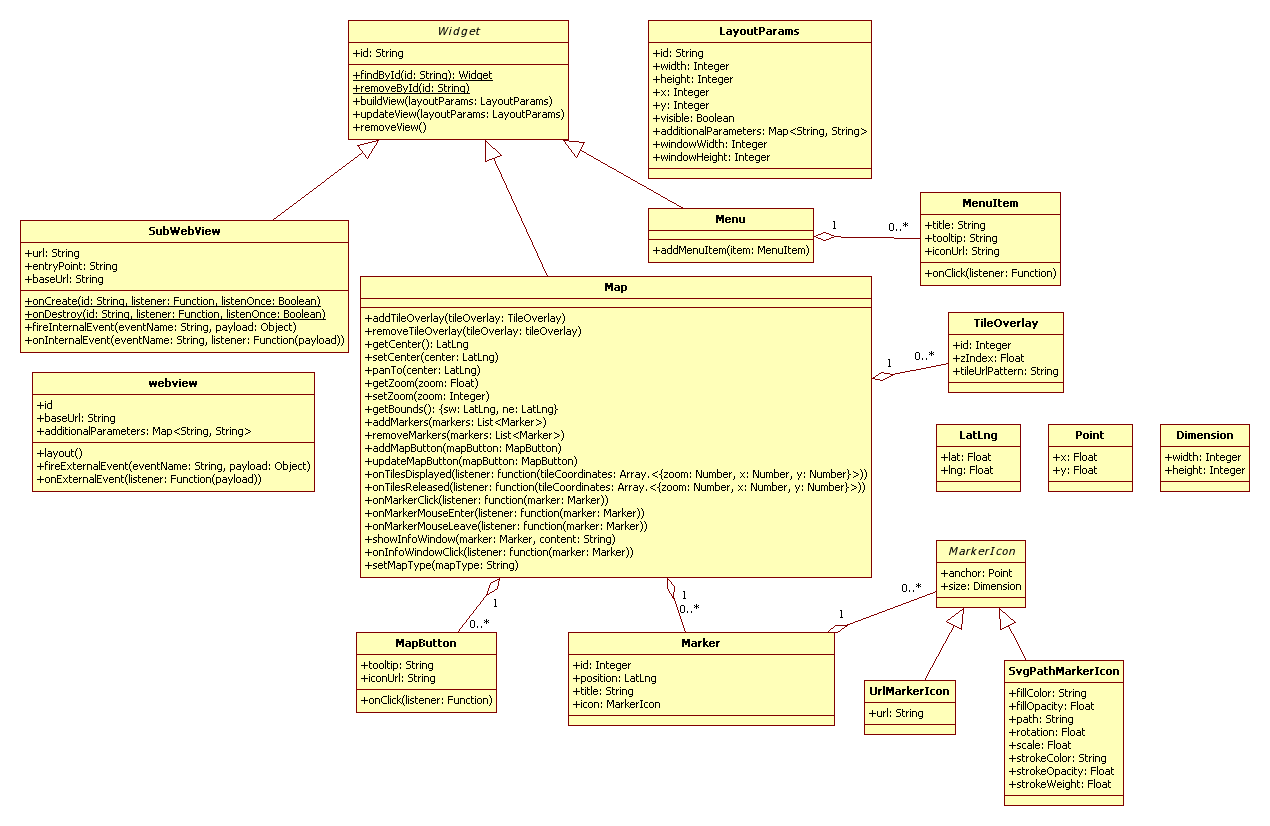 Widget
+id: String
+findById(id: String): Widget
+removeById(id: String)
+buildView(layoutParams: LayoutParams)
+updateView(layoutParams: LayoutParams)
+removeView()
LayoutParams
+id: String
+width: Integer
+height: Integer
+x: Integer
+y: Integer
+visible: Boolean
+additionalParameters: Map<String, String>
+windowWidth: Integer
+windowHeight: Integer
SubWebView
+url: String
+entryPoint: String
+baseUrl: String
+onCreate(id: String, listener: Function, listenOnce: Boolean)
+onDestroy(id: String, listener: Function, listenOnce: Boolean)
+fireInternalEvent(eventName: String, payload: Object)
+onInternalEvent(eventName: String, listener: Function(payload))
Menu
+addMenuItem(item: MenuItem)
1
0..*
MenuItem
+title: String
+tooltip: String
+iconUrl: String
+onClick(listener: Function)
webview
+id
+baseUrl: String
+additionalParameters: Map<String, String>
+layout()
+fireExternalEvent(eventName: String, payload: Object)
+onExternalEvent(listener: Function(payload))
Map
+addTileOverlay(tileOverlay: TileOverlay)
+removeTileOverlay(tileOverlay: tileOverlay)
+getCenter(): LatLng
+setCenter(center: LatLng)
+panTo(center: LatLng)
+getZoom(zoom: Float)
+setZoom(zoom: Integer)
+getBounds(): {sw: LatLng, ne: LatLng}
+addMarkers(markers: List<Marker>)
+removeMarkers(markers: List<Marker>)
+addMapButton(mapButton: MapButton)
+updateMapButton(mapButton: MapButton)
+onTilesDisplayed(listener: function(tileCoordinates: Array.<{zoom: Number, x: Number, y: Number}>))
+onTilesReleased(listener: function(tileCoordinates: Array.<{zoom: Number, x: Number, y: Number}>))
+onMarkerClick(listener: function(marker: Marker))
+onMarkerMouseEnter(listener: function(marker: Marker))
+onMarkerMouseLeave(listener: function(marker: Marker))
+showInfoWindow(marker: Marker, content: String)
+onInfoWindowClick(listener: function(marker: Marker))
+setMapType(mapType: String)
1
0..*
TileOverlay
+id: Integer
+zIndex: Float
+tileUrlPattern: String
LatLng
+lat: Float
+lng: Float
Point
+x: Float
+y: Float
Dimension
+width: Integer
+height: Integer
1
0..*
MapButton
+tooltip: String
+iconUrl: String
+onClick(listener: Function)
1
0..*
Marker
+id: Integer
+position: LatLng
+title: String
+icon: MarkerIcon
1
0..*
MarkerIcon
+anchor: Point
+size: Dimension
UrlMarkerIcon
+url: String
SvgPathMarkerIcon
+fillColor: String
+fillOpacity: Float
+path: String
+rotation: Float
+scale: Float
+strokeColor: String
+strokeOpacity: Float
+strokeWeight: Float